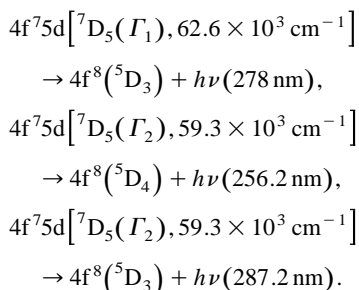 4f⁷5d[⁷D₅(Γ₁), 62.6 × 10³ cm⁻¹]
→ 4f⁸(⁵D₃) + hν(278 nm),
4f⁷5d[⁷D₅(Γ₂), 59.3 × 10³ cm⁻¹]
→ 4f⁸(⁵D₄) + hν(256.2 nm),
4f⁷5d[⁷D₅(Γ₂), 59.3 × 10³ cm⁻¹]
→ 4f⁸(⁵D₃) + hν(287.2 nm).